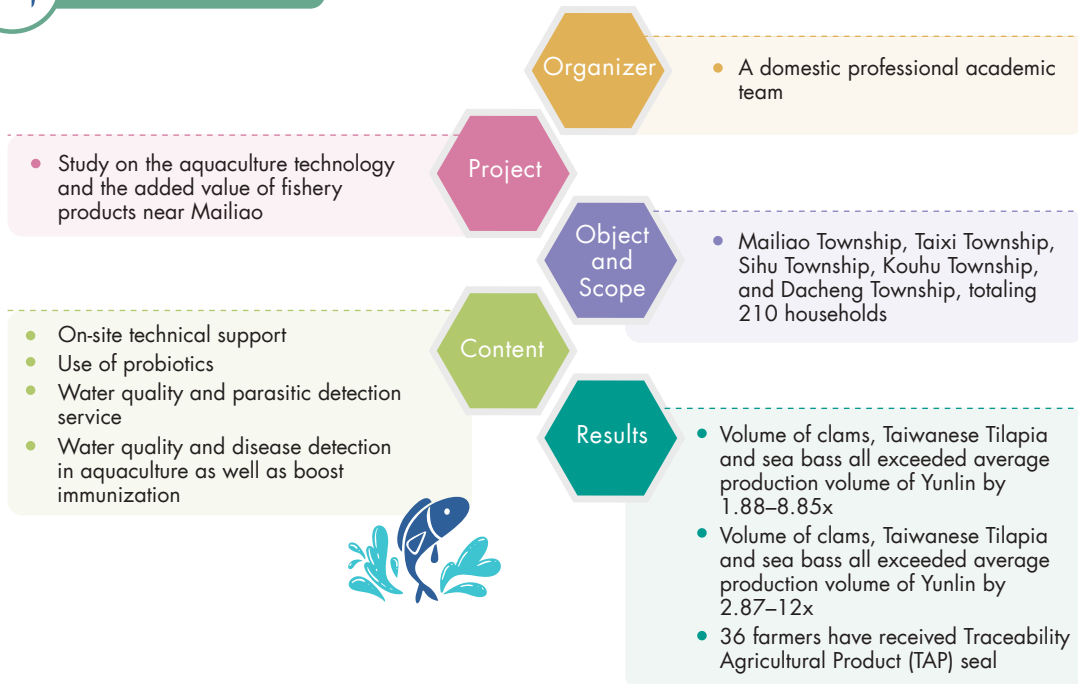 Organizer
A domestic professional academic
team
Project
Study on the aquaculture technology
and the added value of fishery
products near Mailiao
Object
and
Scope
Mailiao Township, Taixi Township,
Sihu Township, Kouhu Township,
and Dacheng Township, totaling
210 households
Content
On-site technical support
Use of probiotics
Water quality and parasitic detection
service
Water quality and disease detection
in aquaculture as well as boost
immunization
Results
Volume of clams, Taiwanese Tilapia
and sea bass all exceeded average
production volume of Yunlin by
1.88–8.85x
Volume of clams, Taiwanese Tilapia
and sea bass all exceeded average
production volume of Yunlin by
2.87–12x
36 farmers have received Traceability
Agricultural Product (TAP) seal